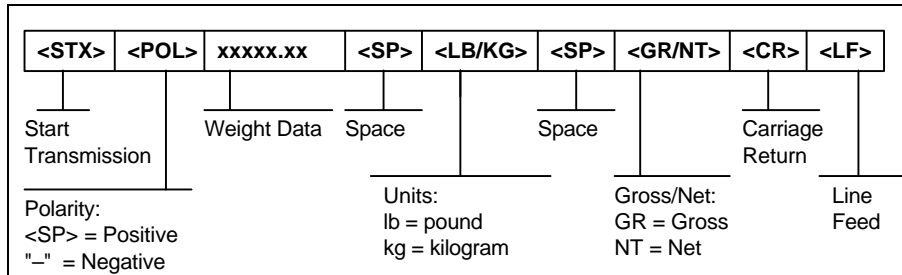 <STX> <POL> xxxxx.xx <SP> <LB/KG> <SP> <GR/NT> <CR> <LF>
Start
Transmission
Weight Data
Space
Space
Carriage
Return
Polarity:
<SP> = Positive
"–" = Negative
Units:
lb = pound
kg = kilogram
Gross/Net:
GR = Gross
NT = Net
Line
Feed